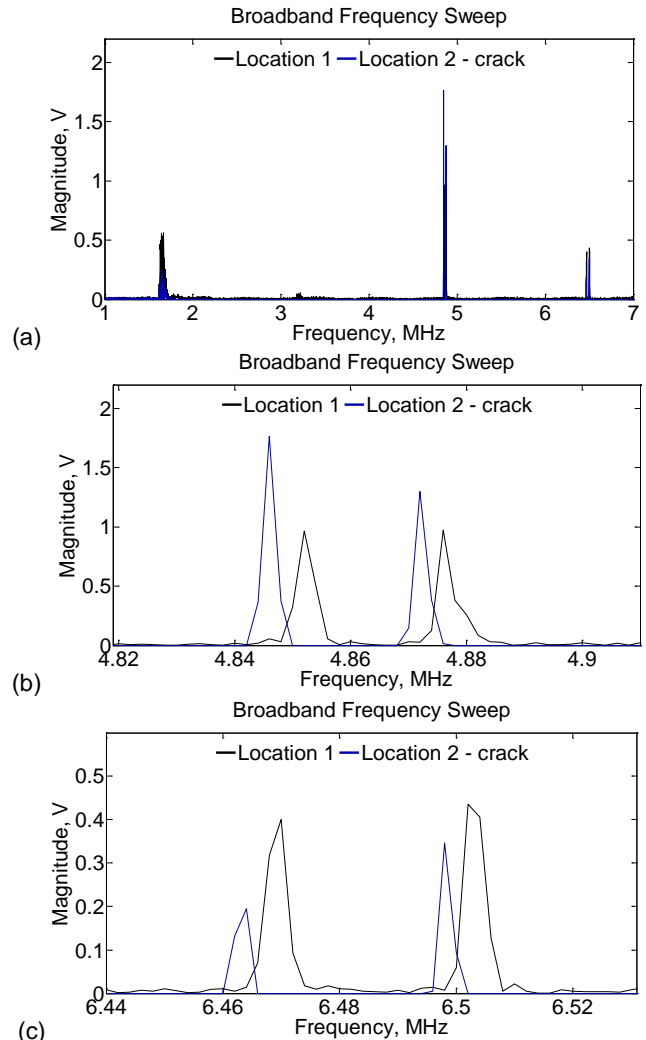 Broadband Frequency Sweep
Location 1 Location 2 - crack
Magnitude, V
2
1.5
1
0.5
0
1 2 3 4 5 6 7
Frequency, MHz
(a)
Broadband Frequency Sweep
Location 1 Location 2 - crack
Magnitude, V
2
1.5
1
0.5
0
4.82 4.84 4.86 4.88 4.9
Frequency, MHz
(b)
Broadband Frequency Sweep
Location 1 Location 2 - crack
Magnitude, V
0.5
0.4
0.3
0.2
0.1
0
6.44 6.46 6.48 6.5 6.52
Frequency, MHz
(c)